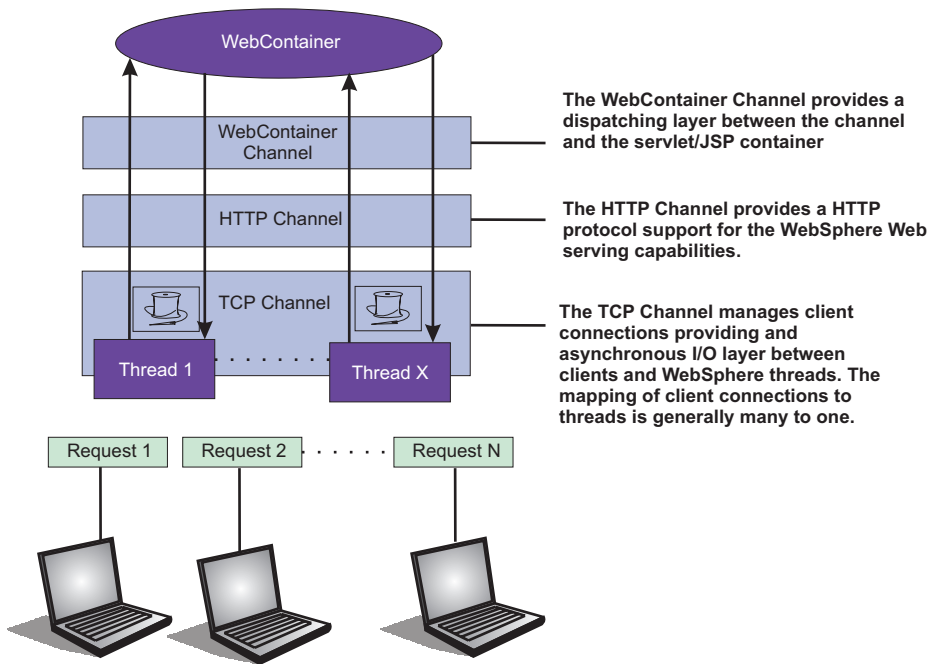 WebContainer
WebContainer
Channel
HTTP Channel
TCP Channel
Thread 1
Thread X
The WebContainer Channel provides a
dispatching layer between the channel
and the servlet/JSP container
The HTTP Channel provides a HTTP
protocol support for the WebSphere Web
serving capabilities.
The TCP Channel manages client
connections providing and
asynchronous I/O layer between
clients and WebSphere threads. The
mapping of client connections to
threads is generally many to one.
Request 1
Request 2
Request N